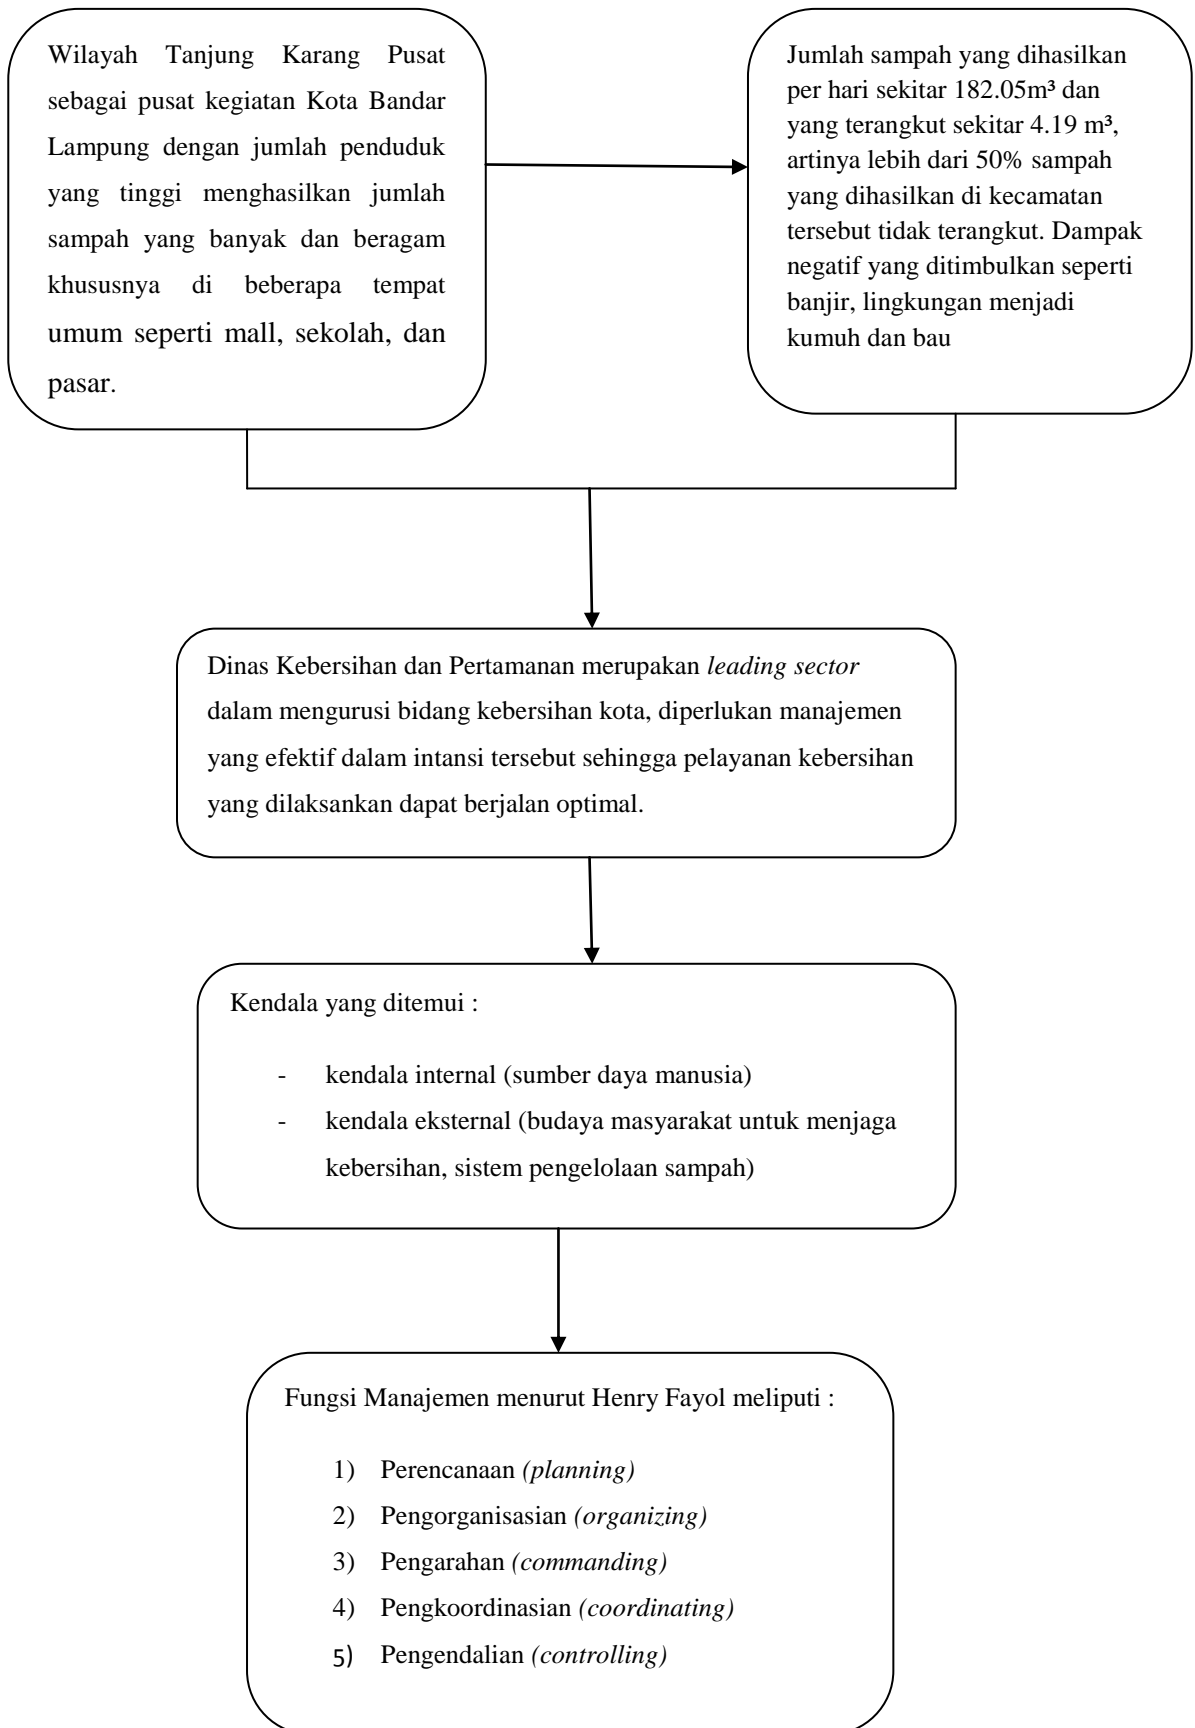 Wilayah Tanjung Karang Pusat
sebagai pusat kegiatan Kota Bandar
Lampung dengan jumlah penduduk
yang tinggi menghasilkan jumlah
sampah yang banyak dan beragam
khususnya di beberapa tempat
umum seperti mall, sekolah, dan
pasar.
Jumlah sampah yang dihasilkan
per hari sekitar 182.05m³ dan
yang terangkut sekitar 4.19 m³,
artinya lebih dari 50% sampah
yang dihasilkan di kecamatan
tersebut tidak terangkut. Dampak
negatif yang ditimbulkan seperti
banjir, lingkungan menjadi
kumuh dan bau
Dinas Kebersihan dan Pertamanan merupakan leading sector
dalam mengurusi bidang kebersihan kota, diperlukan manajemen
yang efektif dalam intansi tersebut sehingga pelayanan kebersihan
yang dilaksankan dapat berjalan optimal.
Kendala yang ditemui :
- kendala internal (sumber daya manusia)
- kendala eksternal (budaya masyarakat untuk menjaga
kebersihan, sistem pengelolaan sampah)
Fungsi Manajemen menurut Henry Fayol meliputi :
1) Perencanaan (planning)
2) Pengorganisasian (organizing)
3) Pengarahan (commanding)
4) Pengkoordinasian (coordinating)
5) Pengendalian (controlling)